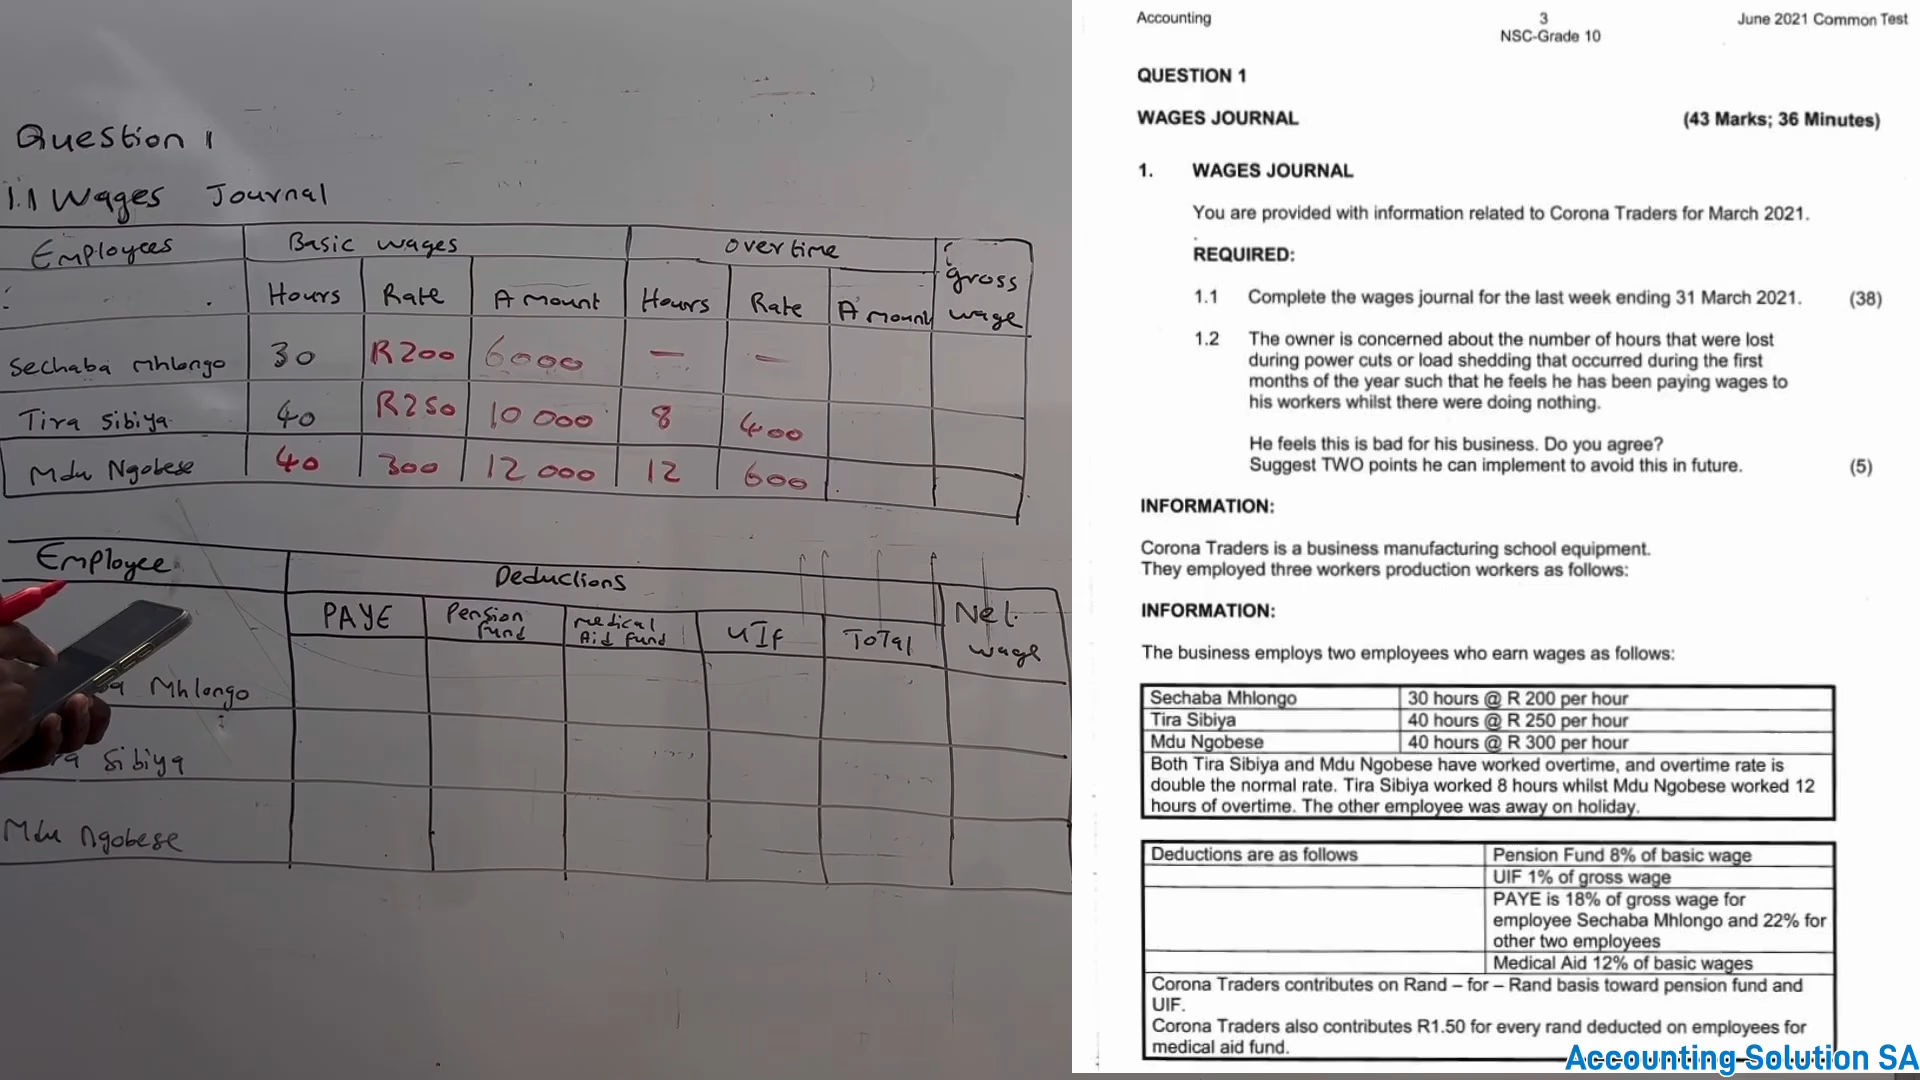 Question 1
1.1 Wages Journal
Employees Basic wages overtime gross wage
Hours Rate Amount Hours Rate Amount
Sechaba Mhlongo 30 R200 6000 — —
Tira Sibiya 40 R250 10 000 8 400
Mdu Ngobese 40 300 12 000 12 600
Employee Deductions Net wage
PAYE Pension fund medical Aid fund UIF Total
Mhlongo
Sibiya
Mdu Ngobese
Accounting 3 June 2021 Common Test
NSC-Grade 10
QUESTION 1
WAGES JOURNAL (43 Marks; 36 Minutes)
1. WAGES JOURNAL
You are provided with information related to Corona Traders for March 2021.
REQUIRED:
1.1 Complete the wages journal for the last week ending 31 March 2021. (38)
1.2 The owner is concerned about the number of hours that were lost
during power cuts or load shedding that occurred during the first
months of the year such that he feels he has been paying wages to
his workers whilst there were doing nothing.
He feels this is bad for his business. Do you agree?
Suggest TWO points he can implement to avoid this in future. (5)
INFORMATION:
Corona Traders is a business manufacturing school equipment.
They employed three workers production workers as follows:
INFORMATION:
The business employs two employees who earn wages as follows:
Sechaba Mhlongo 30 hours @ R 200 per hour
Tira Sibiya 40 hours @ R 250 per hour
Mdu Ngobese 40 hours @ R 300 per hour
Both Tira Sibiya and Mdu Ngobese have worked overtime, and overtime rate is
double the normal rate. Tira Sibiya worked 8 hours whilst Mdu Ngobese worked 12
hours of overtime. The other employee was away on holiday.
Deductions are as follows Pension Fund 8% of basic wage
UIF 1% of gross wage
PAYE is 18% of gross wage for
employee Sechaba Mhlongo and 22% for
other two employees
Medical Aid 12% of basic wages
Corona Traders contributes on Rand – for – Rand basis toward pension fund and
UIF.
Corona Traders also contributes R1.50 for every rand deducted on employees for
medical aid fund.
Accounting Solution SA